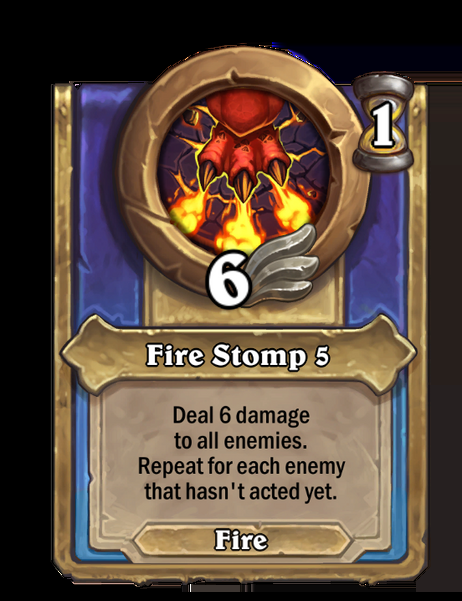 1
6
Fire Stomp 5
Deal 6 damage
to all enemies.
Repeat for each enemy
that hasn't acted yet.
Fire